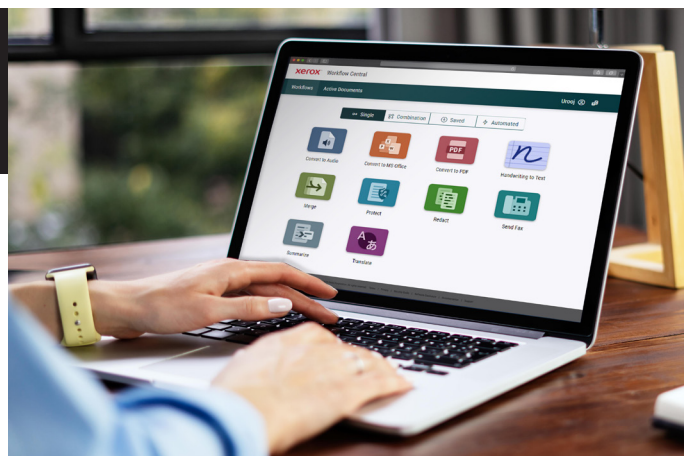 xerox Workflow Central
Workflows Active Documents Urooj
Single Combination Saved Automated
Convert to Audio Convert to MS Office Convert to PDF Handwriting to Text
PDF
n
Merge Protect Redact Send Fax
Summarize Translate
A あ